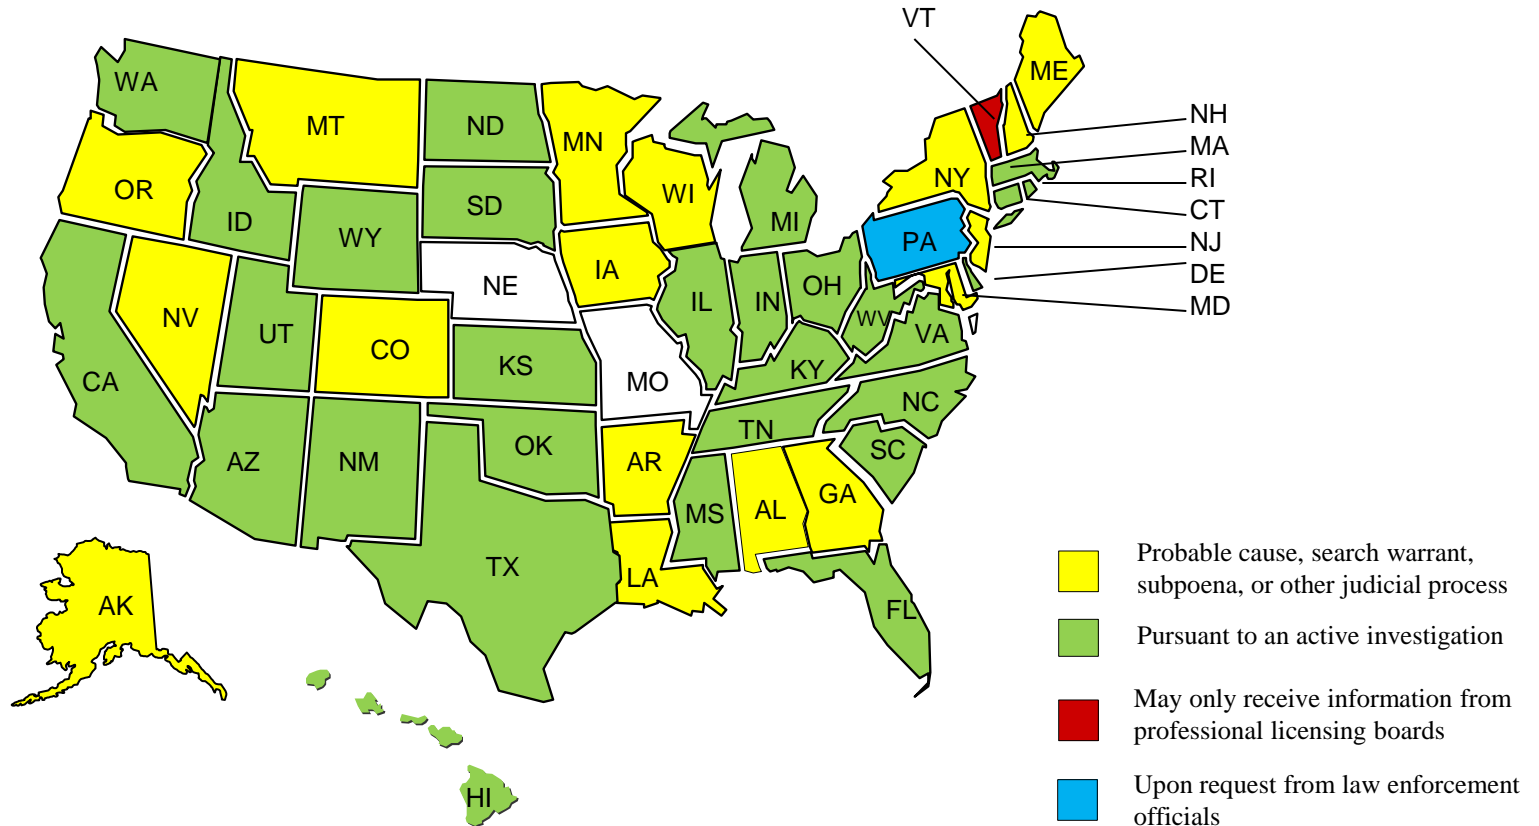 VT
ME
WA
MT
ND
MN
NH
MA
OR
ID
SD
WI
NY
RI
MI
CT
WY
PA
NJ
IA
NE
OH
DE
NV
UT
IL
IN
WV
MD
CO
VA
KS
MO
KY
CA
NC
TN
OK
SC
AZ
NM
AR
GA
MS
AL
TX
LA
AK
FL
HI
Probable cause, search warrant,
subpoena, or other judicial process
Pursuant to an active investigation
May only receive information from
professional licensing boards
Upon request from law enforcement
officials